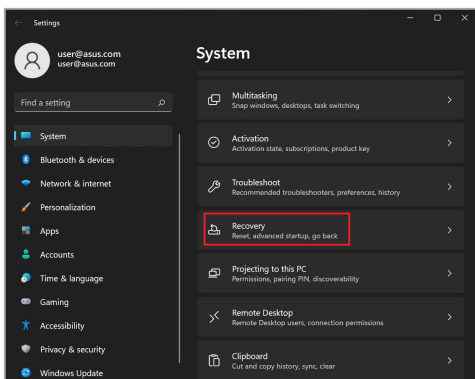 Settings
user@asus.com
user@asus.com
Find a setting
System
Bluetooth & devices
Network & internet
Personalization
Apps
Accounts
Time & language
Gaming
Accessibility
Privacy & security
Windows Update
System
Multitasking
Snap windows, desktops, task switching
Activation
Activation state, subscriptions, product key
Troubleshoot
Recommended troubleshooters, preferences, history
Recovery
Reset, advanced startup, go back
Projecting to this PC
Permissions, pairing PIN, discoverability
Remote Desktop
Remote Desktop users, connection permissions
Clipboard
Cut and copy history, sync, clear